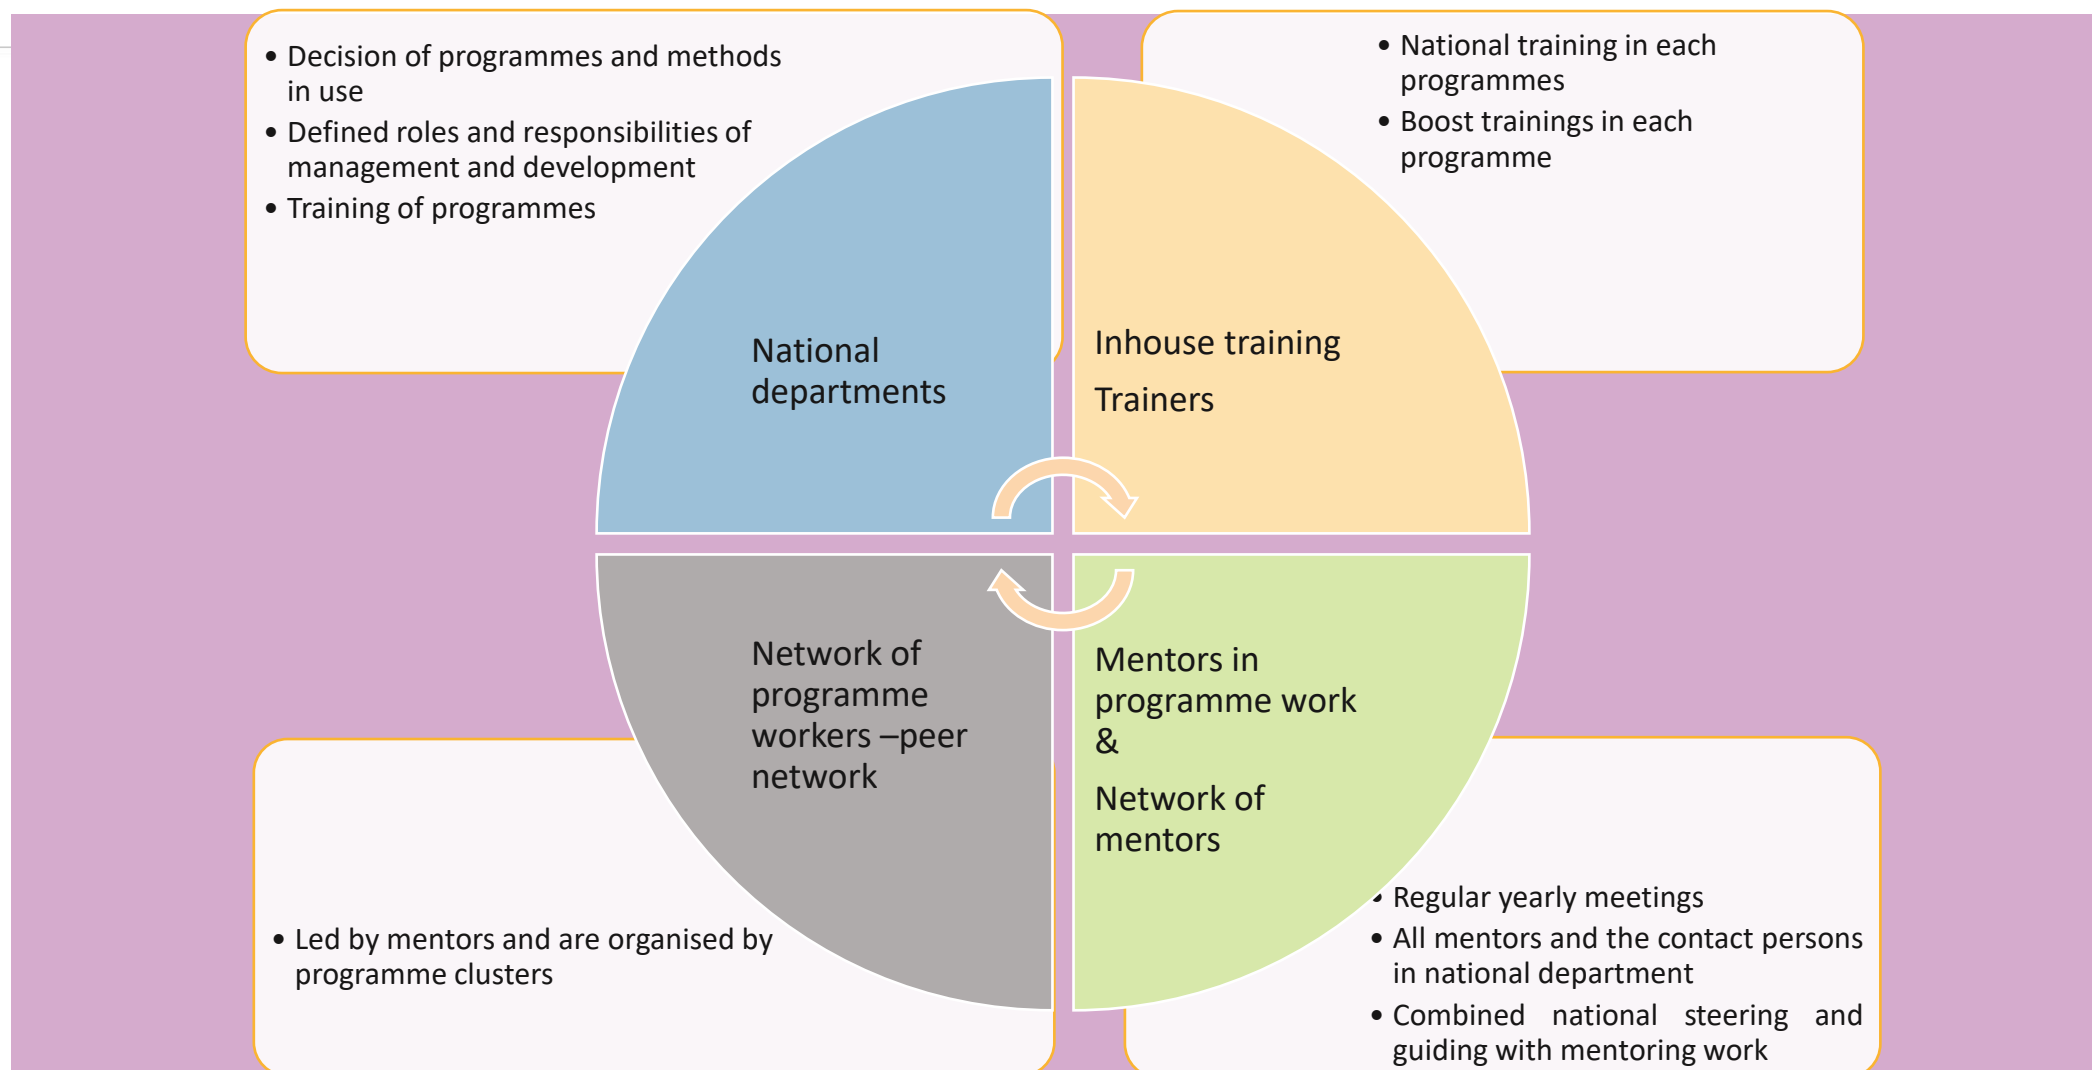 • Decision of programmes and methods
in use
• Defined roles and responsibilities of
management and development
• Training of programmes
• National training in each
programmes
• Boost trainings in each
programme
National
departments
Inhouse training
Trainers
Network of
programme
workers –peer
network
Mentors in
programme work
&
Network of
mentors
• Led by mentors and are organised by
programme clusters
• Regular yearly meetings
• All mentors and the contact persons
in national department
• Combined national steering and
guiding with mentoring work